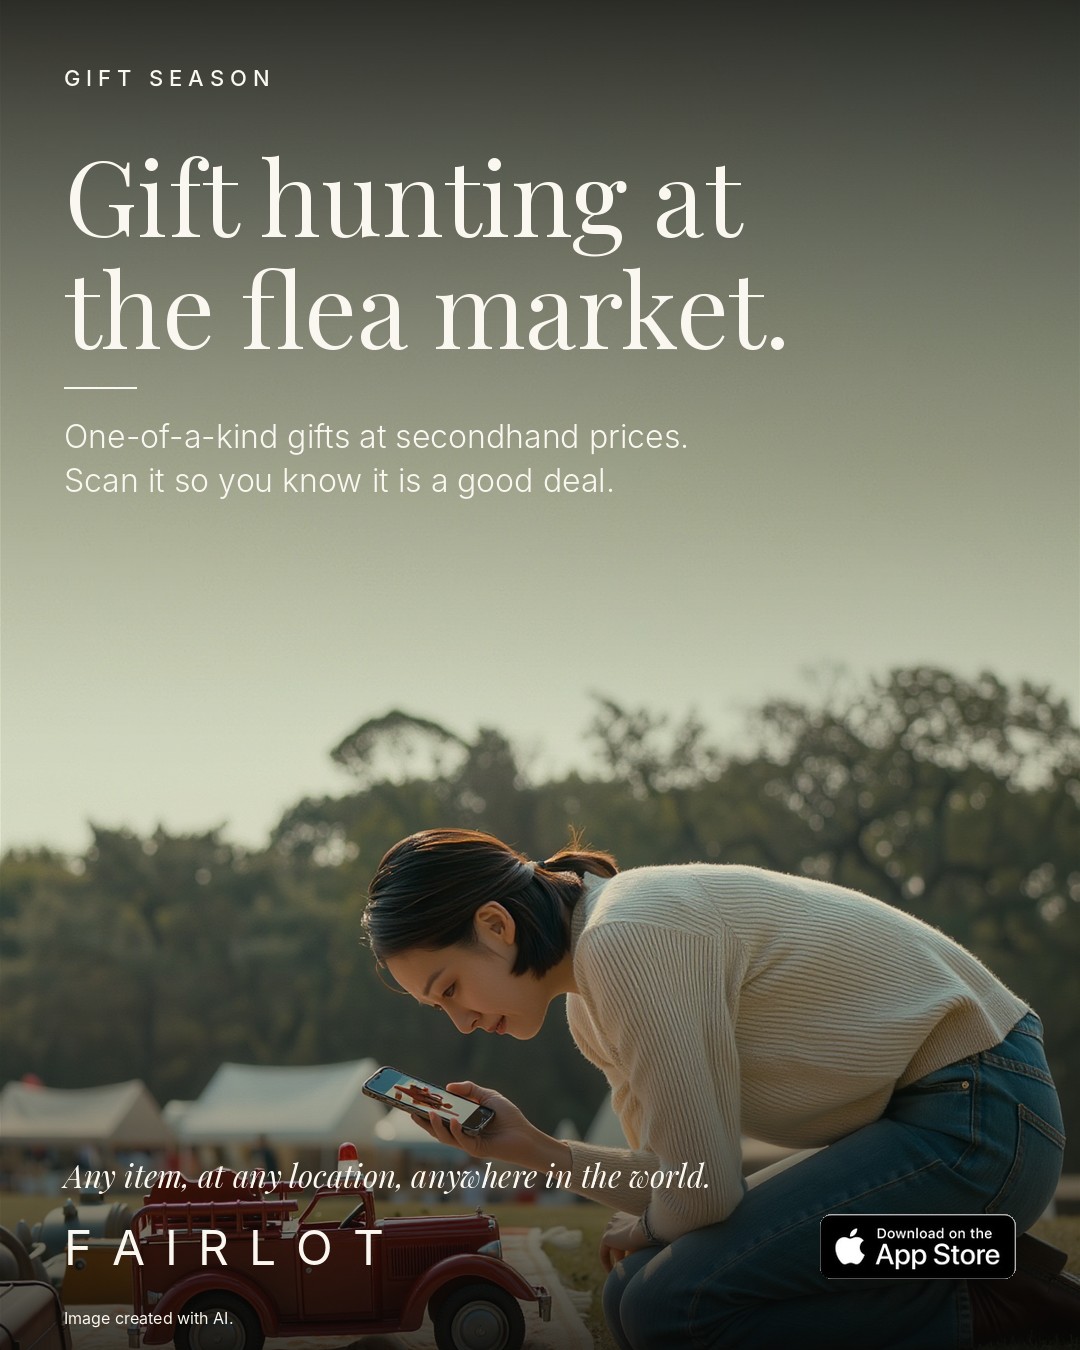 GIFT SEASON
Gift hunting at
the flea market.
One-of-a-kind gifts at secondhand prices.
Scan it so you know it is a good deal.
Any item, at any location, anywhere in the world.
FAIRLOT
Download on the
App Store
Image created with AI.